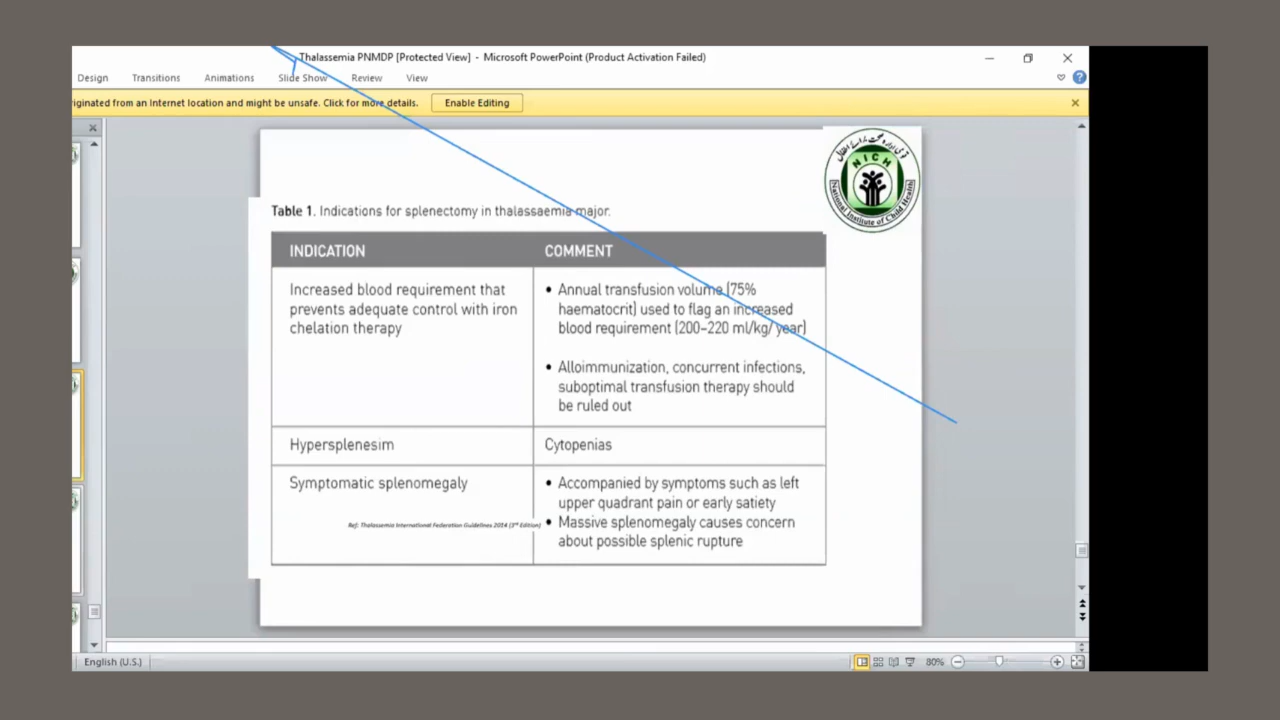 Thalassemia PNMDP [Protected View] - Microsoft PowerPoint (Product Activation Failed)
Design Transitions Animations Slide Show Review View
iginated from an Internet location and might be unsafe. Click for more details. Enable Editing
قومی ادارہ صحت برائے اطفال
NICH
National Institute of Child Health
Table 1. Indications for splenectomy in thalassaemia major.
INDICATION COMMENT
Increased blood requirement that
prevents adequate control with iron
chelation therapy
• Annual transfusion volume (75%
haematocrit) used to flag an increased
blood requirement (200–220 ml/kg/ year)
• Alloimmunization, concurrent infections,
suboptimal transfusion therapy should
be ruled out
Hypersplenesim Cytopenias
Symptomatic splenomegaly
• Accompanied by symptoms such as left
upper quadrant pain or early satiety
• Massive splenomegaly causes concern
about possible splenic rupture
Ref: Thalassemia International Federation Guidelines 2014 (3rd Edition)
English (U.S.) 80%